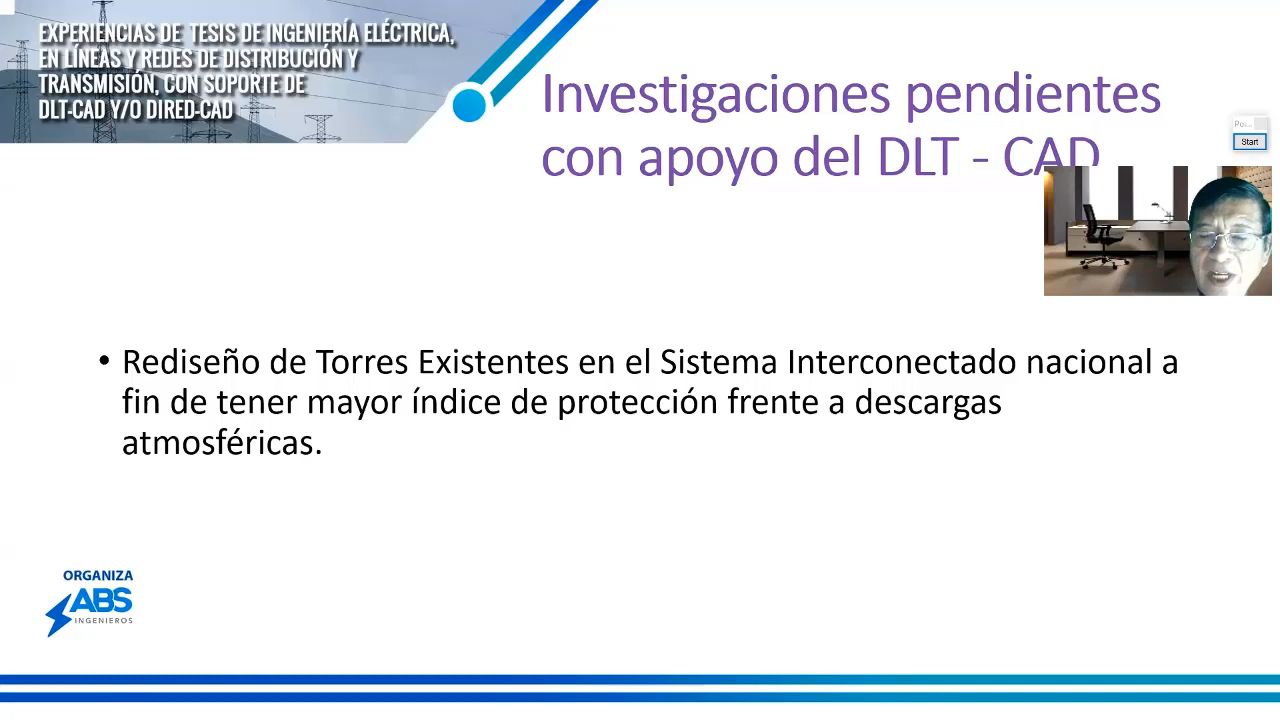 EXPERIENCIAS DE TESIS DE INGENIERÍA ELÉCTRICA,
EN LÍNEAS Y REDES DE DISTRIBUCIÓN Y
TRANSMISIÓN, CON SOPORTE DE
DLT-CAD Y/O DIRED-CAD
Investigaciones pendientes
con apoyo del DLT - CAD
Start
• Rediseño de Torres Existentes en el Sistema Interconectado nacional a
fin de tener mayor índice de protección frente a descargas
atmosféricas.
ORGANIZA
ABS
INGENIEROS